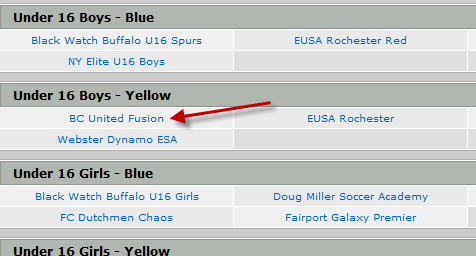 Under 16 Boys - Blue
Black Watch Buffalo U16 Spurs EUSA Rochester Red
NY Elite U16 Boys
Under 16 Boys - Yellow
BC United Fusion EUSA Rochester
Webster Dynamo ESA
Under 16 Girls - Blue
Black Watch Buffalo U16 Girls Doug Miller Soccer Academy
FC Dutchmen Chaos Fairport Galaxy Premier
Under 16 Girls - Yellow